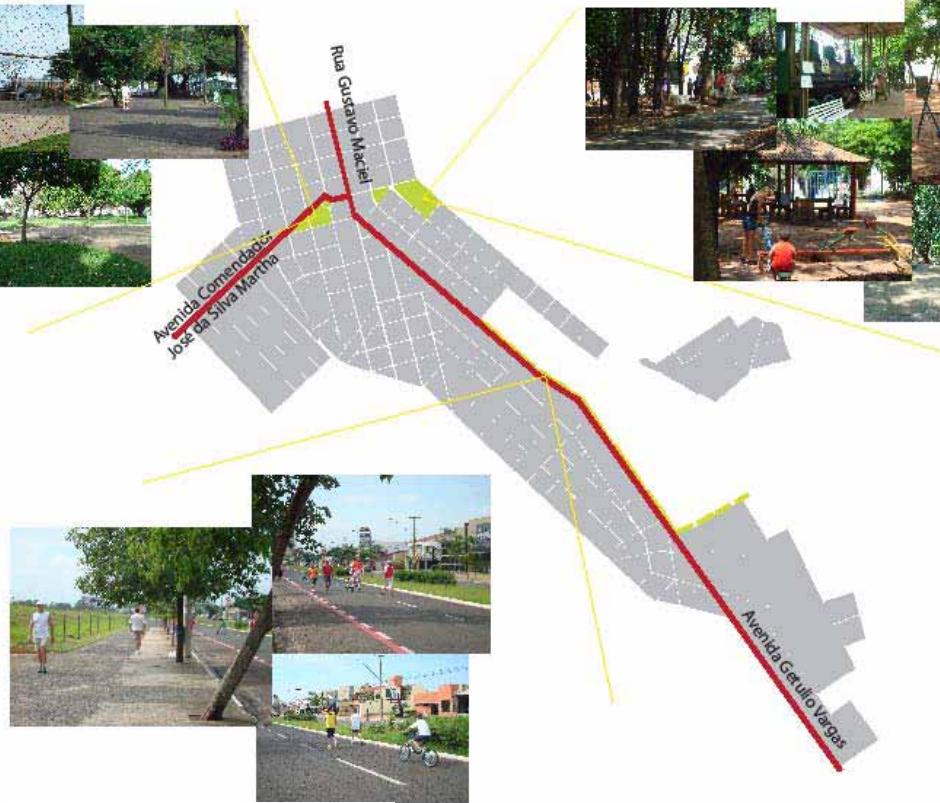 Rua Gustavo Maciel
Avenida Comendador
José da Silva Martha
Avenida Getulio Vargas